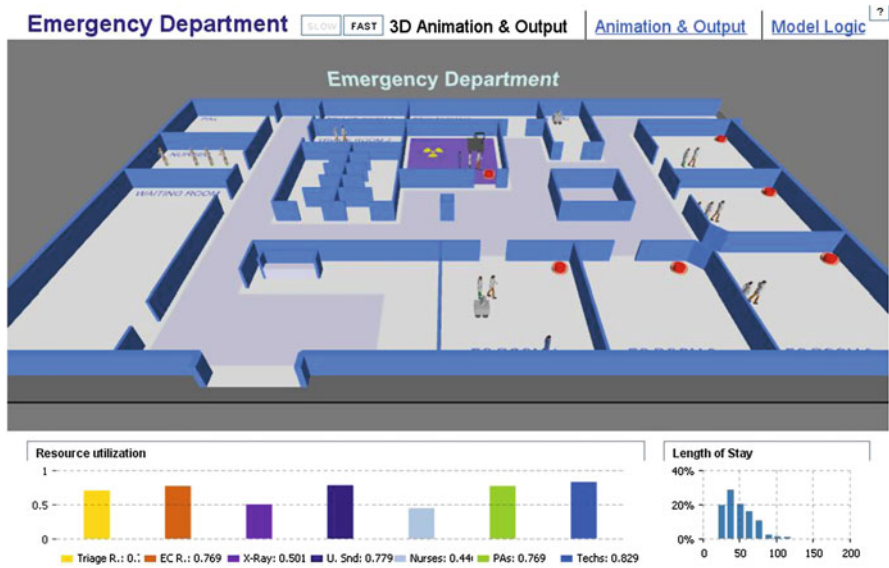 Emergency Department SLOW FAST 3D Animation & Output Animation & Output Model Logic ?
Emergency Department
WAITING ROOM
Resource utilization
1
0.5
0
Triage R.: 0. EC R.: 0.769 X-Ray: 0.501 U. Snd: 0.779 Nurses: 0.44 PAs: 0.769 Techs: 0.829
Length of Stay
40%
20%
0%
0 50 100 150 200